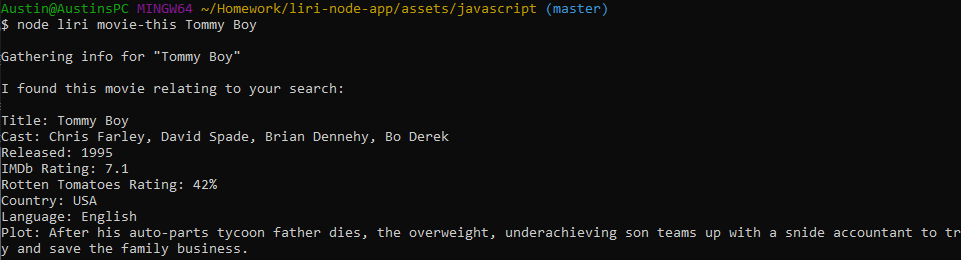 Austin@AustinsPC MINGW64 ~/Homework/liri-node-app/assets/javascript (master)
$ node liri movie-this Tommy Boy
Gathering info for "Tommy Boy"
I found this movie relating to your search:
Title: Tommy Boy
Cast: Chris Farley, David Spade, Brian Dennehy, Bo Derek
Released: 1995
IMDb Rating: 7.1
Rotten Tomatoes Rating: 42%
Country: USA
Language: English
Plot: After his auto-parts tycoon father dies, the overweight, underachieving son teams up with a snide accountant to tr
y and save the family business.